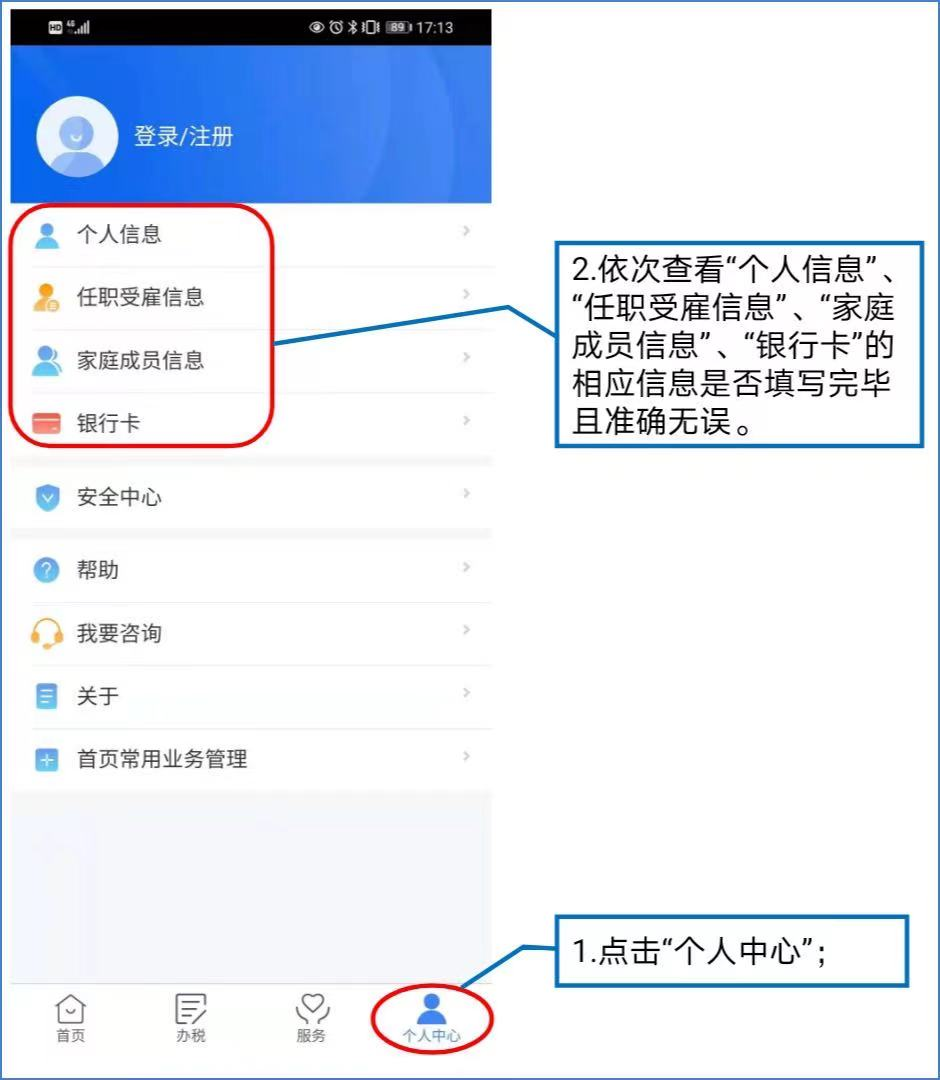 HD 4G 89 17:13
登录/注册
个人信息
任职受雇信息
家庭成员信息
银行卡
2.依次查看“个人信息”、
“任职受雇信息”、“家庭
成员信息”、“银行卡”的
相应信息是否填写完毕
且准确无误。
安全中心
帮助
我要咨询
关于
首页常用业务管理
1.点击“个人中心”；
首页
办税
服务
个人中心